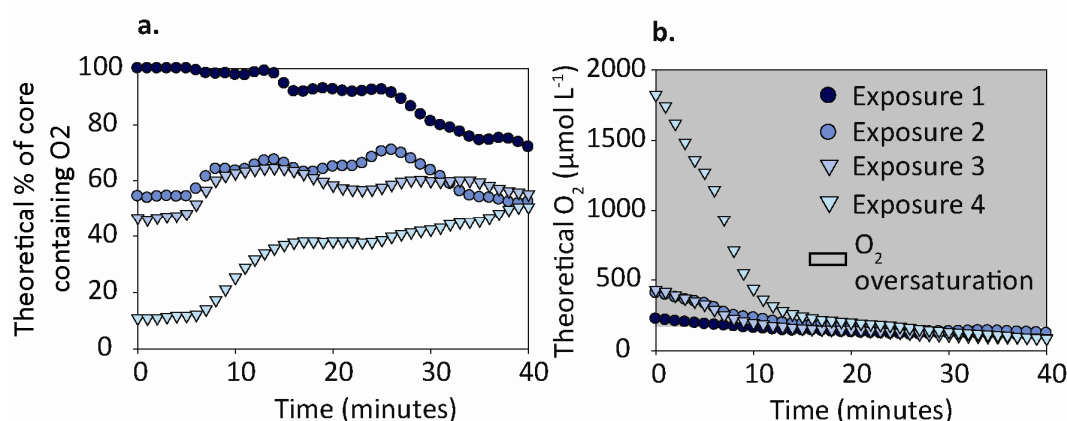 a.
Theoretical % of core
containing O2
100
80
60
40
20
0
0
10
20
30
40
Time (minutes)
b.
Theoretical O₂ (µmol L⁻¹)
2000
1500
1000
500
0
0
10
20
30
40
Time (minutes)
Exposure 1
Exposure 2
Exposure 3
Exposure 4
O₂
oversaturation